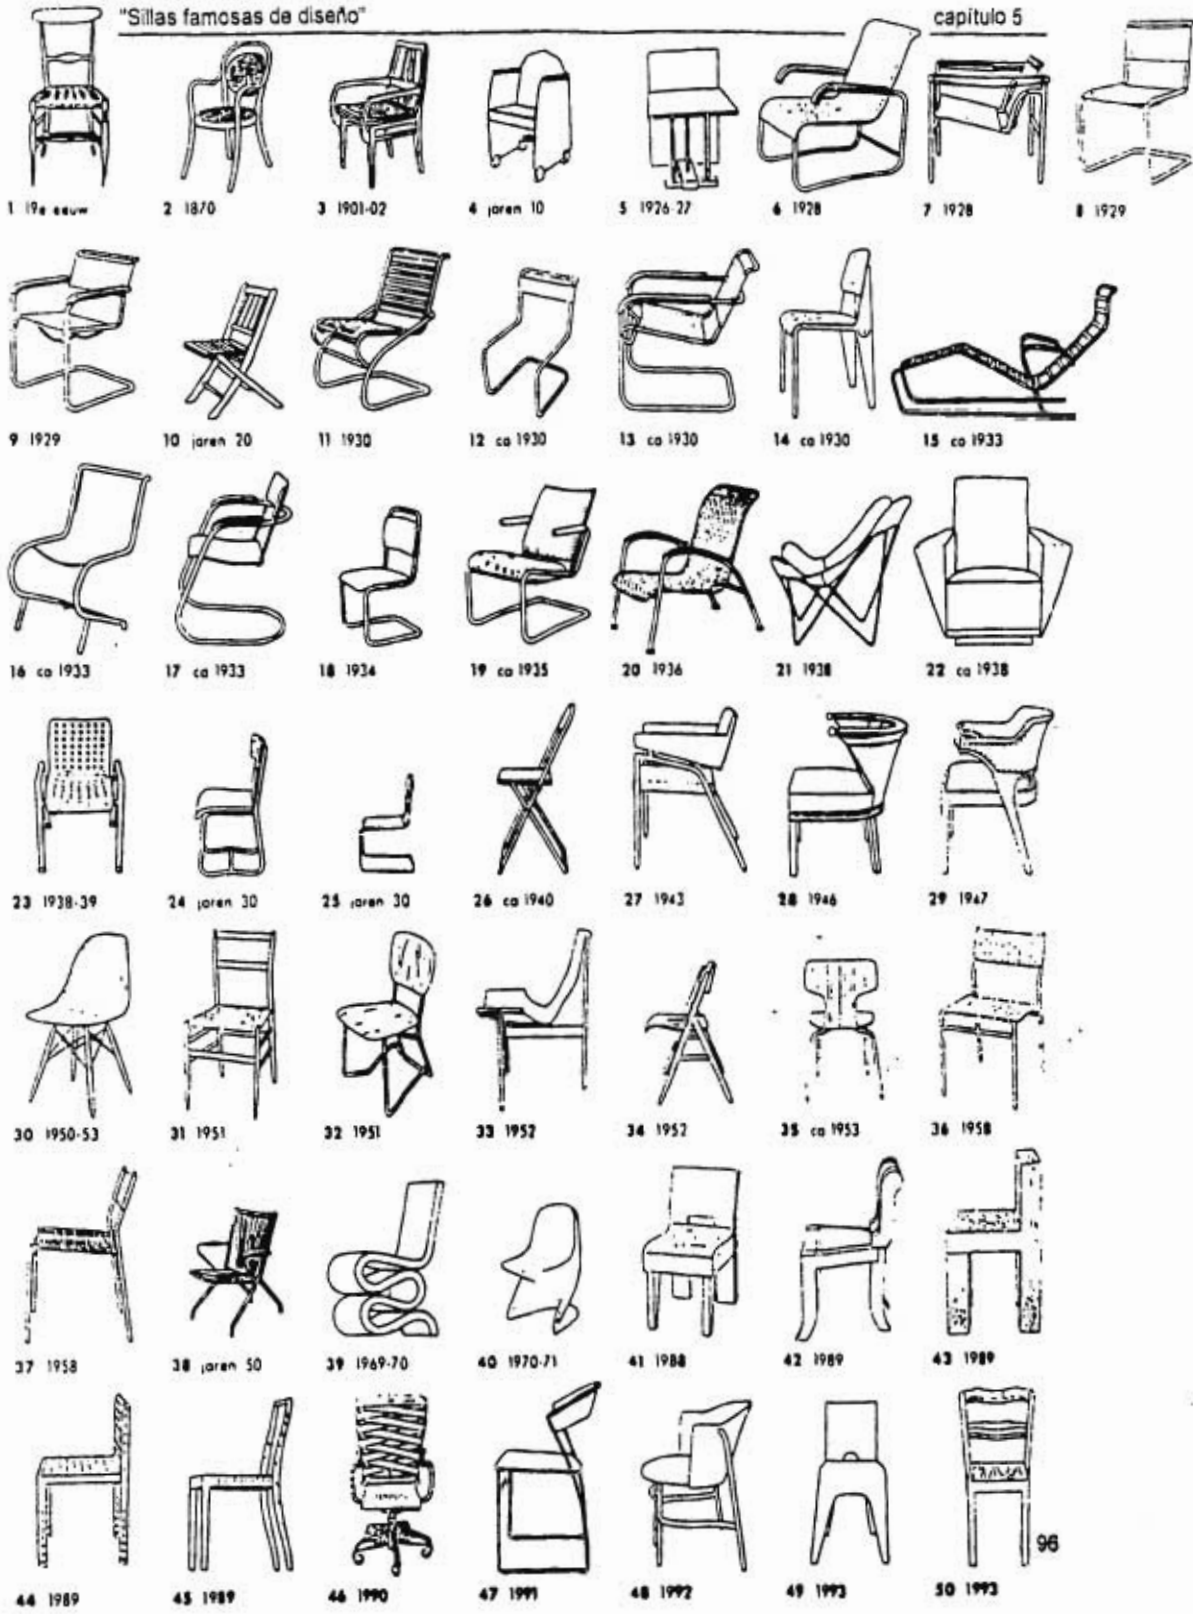 "Sillas famosas de diseño"
capítulo 5
1 19e eeuw
2 1870
3 1901-02
4 jaren 10
5 1926-27
6 1928
7 1928
8 1929
9 1929
10 jaren 20
11 1930
12 ca 1930
13 ca 1930
14 ca 1930
15 ca 1933
16 ca 1933
17 ca 1933
18 1934
19 ca 1935
20 1936
21 1938
22 ca 1938
23 1938-39
24 jaren 30
25 jaren 30
26 ca 1940
27 1943
28 1946
29 1947
30 1950-53
31 1951
32 1951
33 1952
34 1952
35 ca 1953
36 1958
37 1958
38 jaren 50
39 1969-70
40 1970-71
41 1988
42 1989
43 1989
44 1989
45 1989
46 1990
47 1991
48 1992
49 1993
50 1993
96